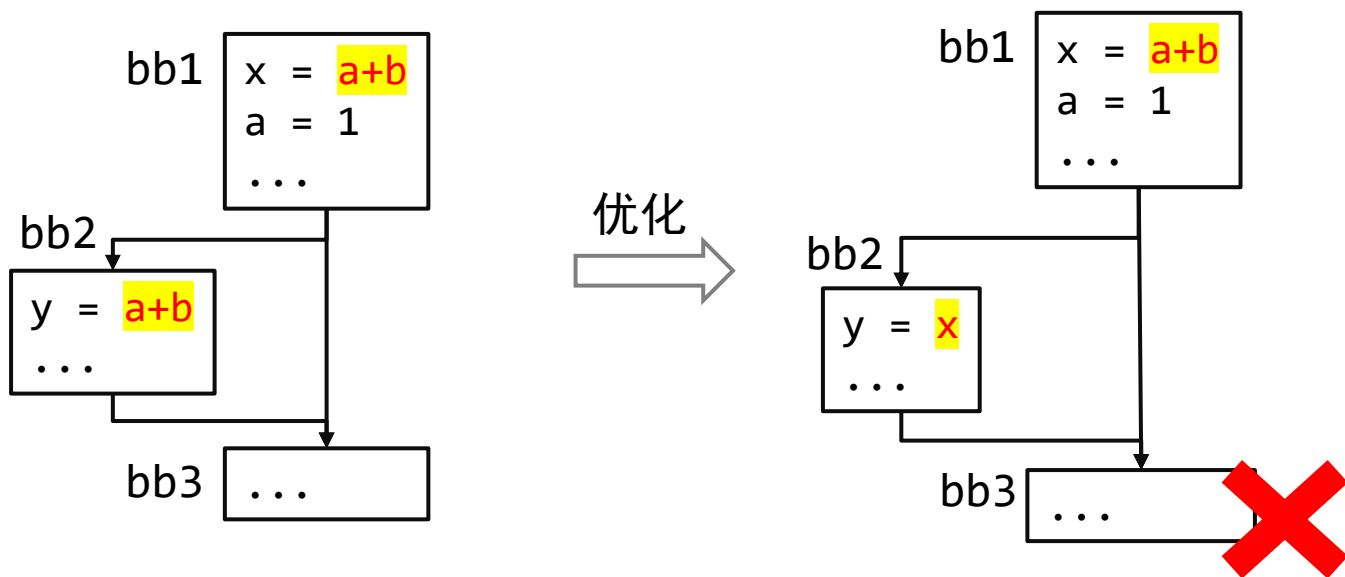 bb1
x = a+b
a = 1
...
bb2
y = a+b
...
bb3
...
优化
bb1
x = a+b
a = 1
...
bb2
y = x
...
bb3
...